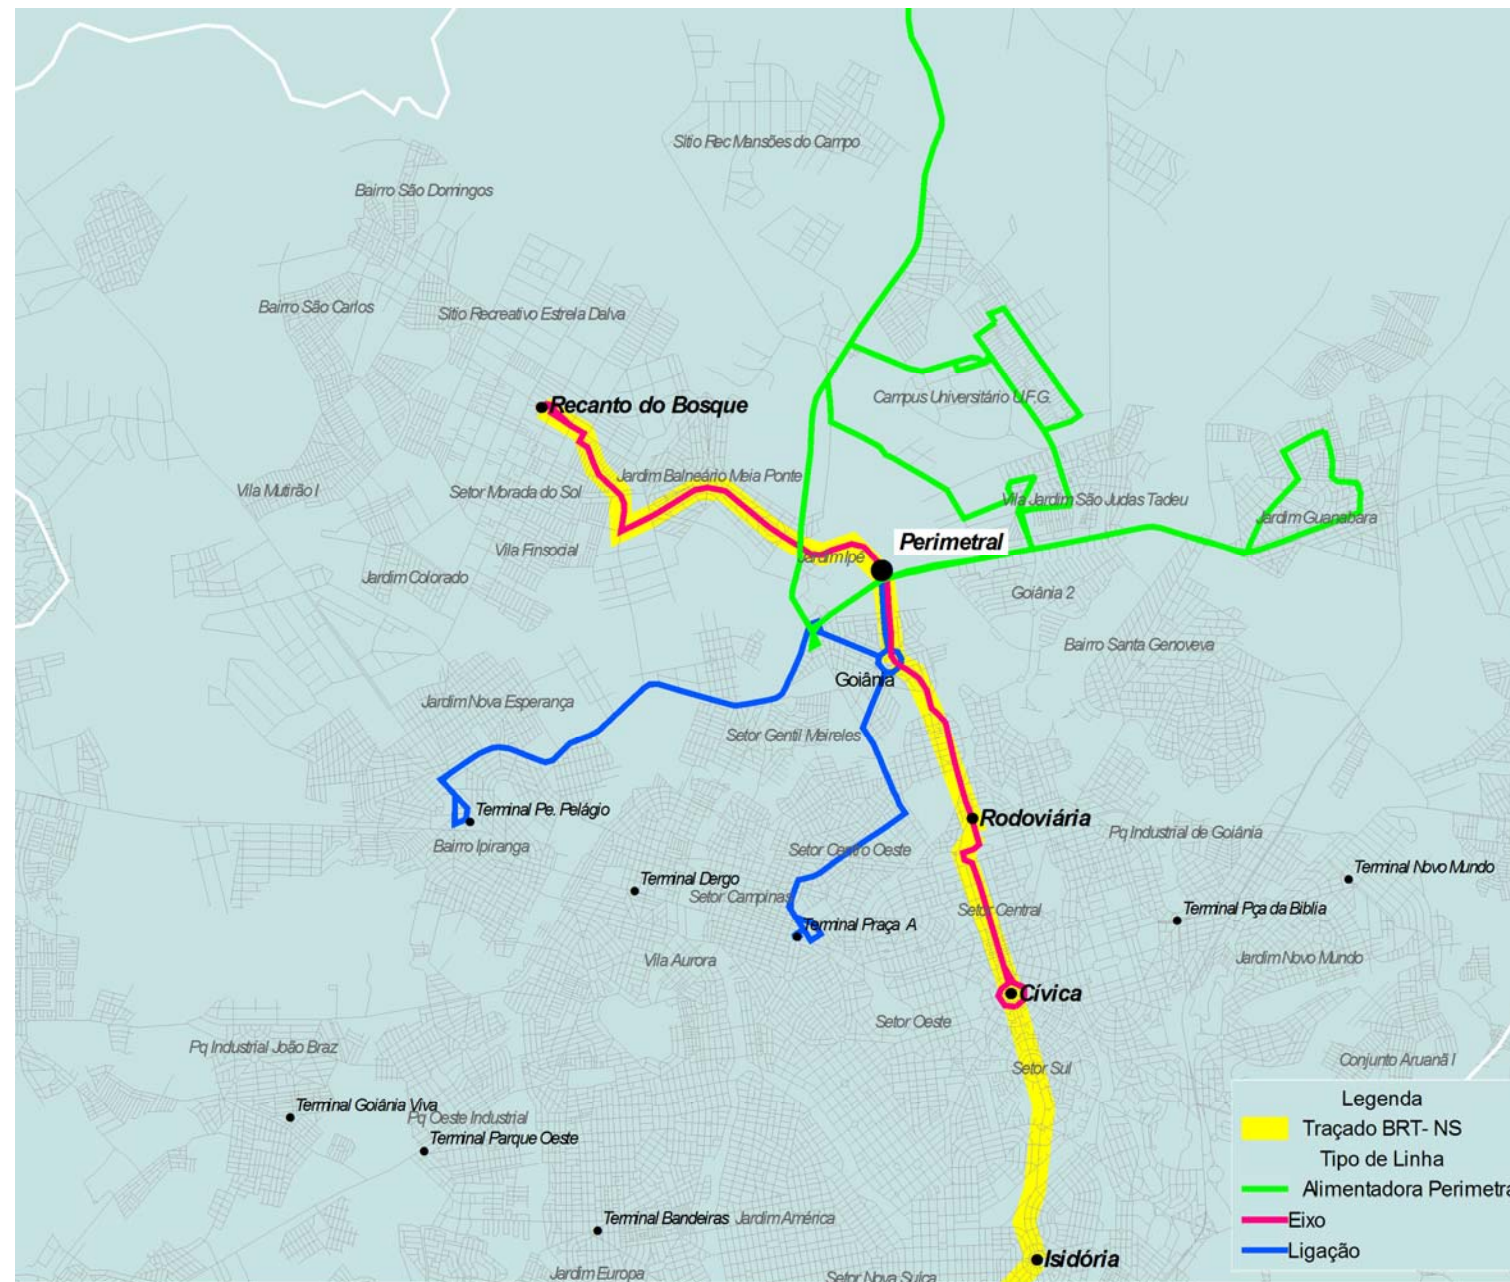 Sítio Rec Mansões do Campo
Bairro São Domingos
Bairro São Carlos
Sítio Recreativo Estrela Dalva
Campus Universitário U.F.G.
Recanto do Bosque
Jardim Balneário Meia Ponte
Vila Mutirão I
Setor Morada do Sol
Vila Jardim São Judas Tadeu
Jardim Guanabara
Perimetral
Vila Finsocial
Jardim Ipé
Jardim Colorado
Goiânia 2
Bairro Santa Genoveva
Goiânia
Jardim Nova Esperança
Setor Gentil Meireles
Terminal Pe. Pelágio
Rodoviária
Pq Industrial de Goiânia
Bairro Ipiranga
Setor Centro Oeste
Terminal Novo Mundo
Terminal Dergo
Setor Campinas
Setor Central
Terminal Pça da Biblia
Terminal Praça A
Vila Aurora
Jardim Novo Mundo
Cívica
Setor Oeste
Pq Industrial João Braz
Conjunto Aruanã I
Setor Sul
Terminal Goiânia Viva
Pq Oeste Industrial
Terminal Parque Oeste
Legenda
Traçado BRT- NS
Tipo de Linha
Alimentadora Perimetra
Eixo
Ligação
Terminal Bandeiras
Jardim América
Isidória
Jardim Europa
Setor Nova Suiça